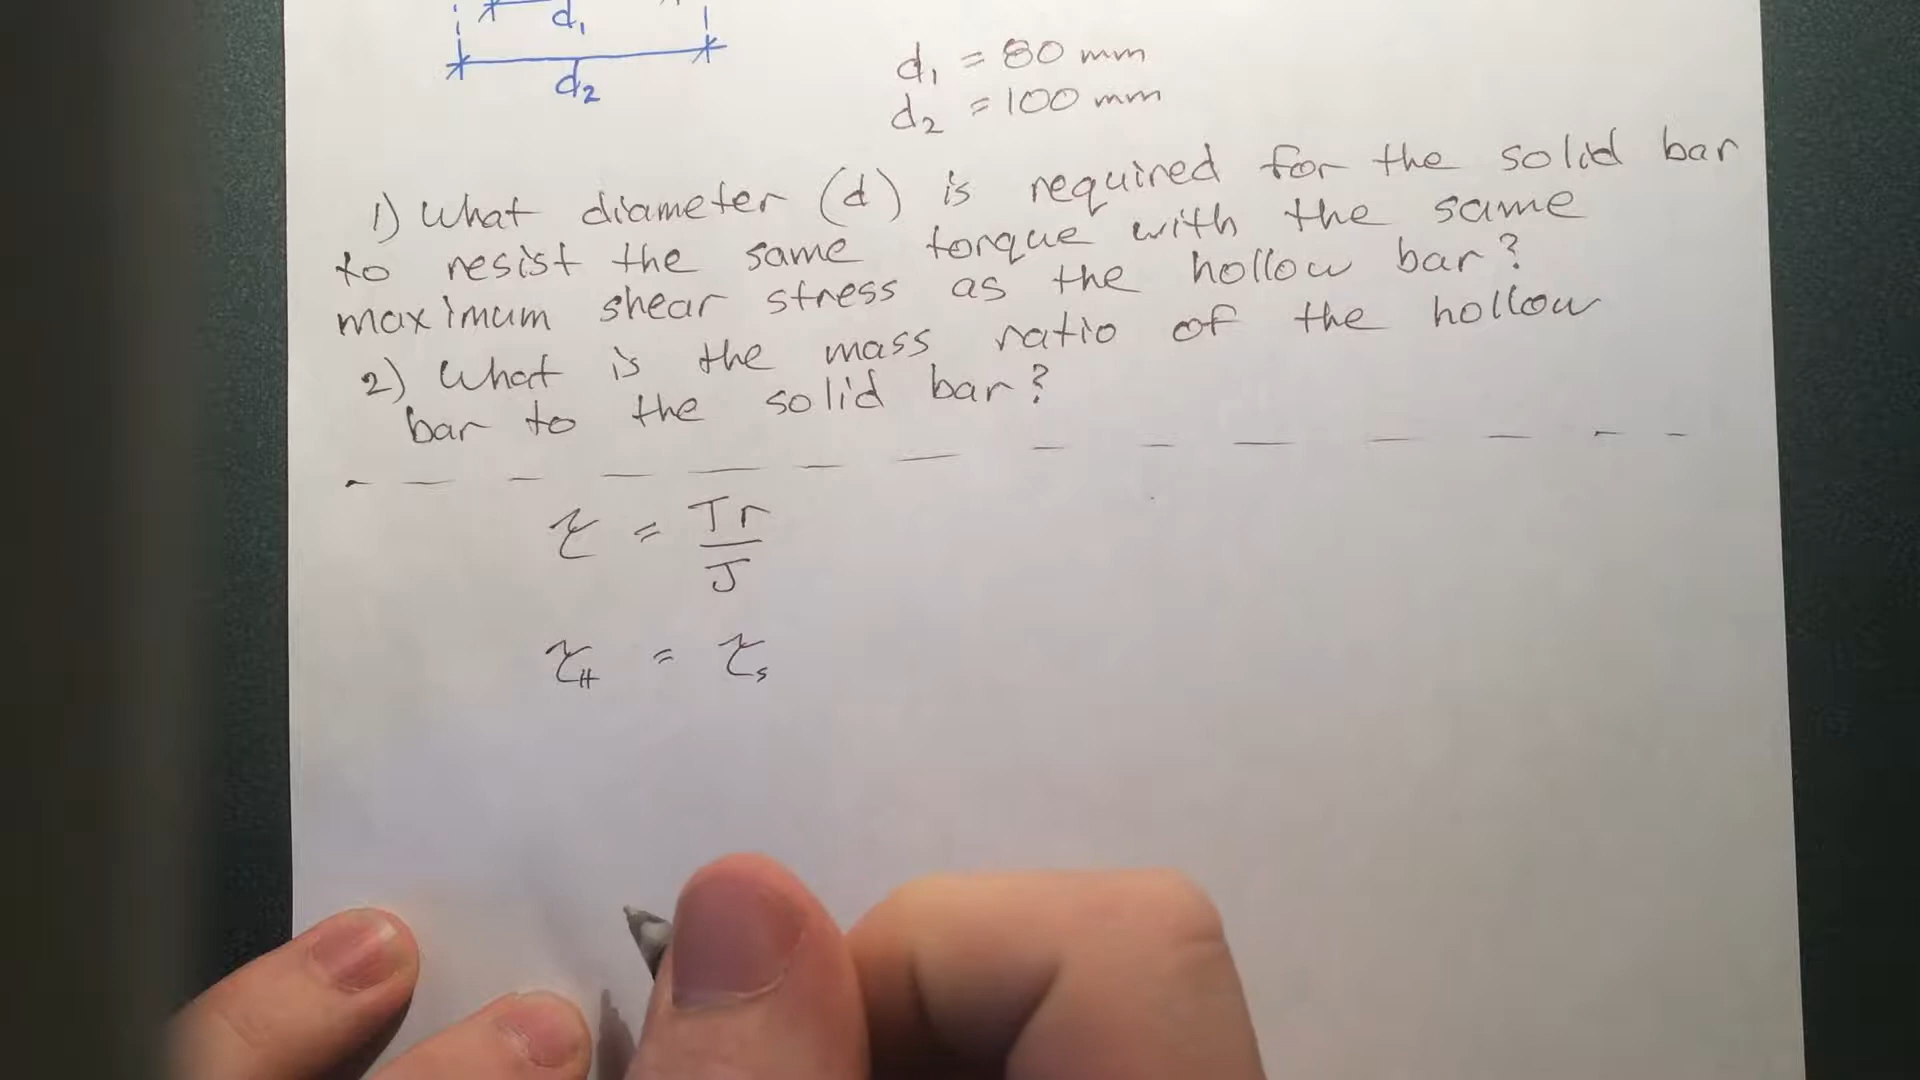 d₁
d₂
d₁ = 80 mm
d₂ = 100 mm
1) What diameter (d) is required for the solid bar
to resist the same torque with the same
maximum shear stress as the hollow bar?
2) What is the mass ratio of the hollow
bar to the solid bar?
τ = Tr/J
τ_H = τ_s